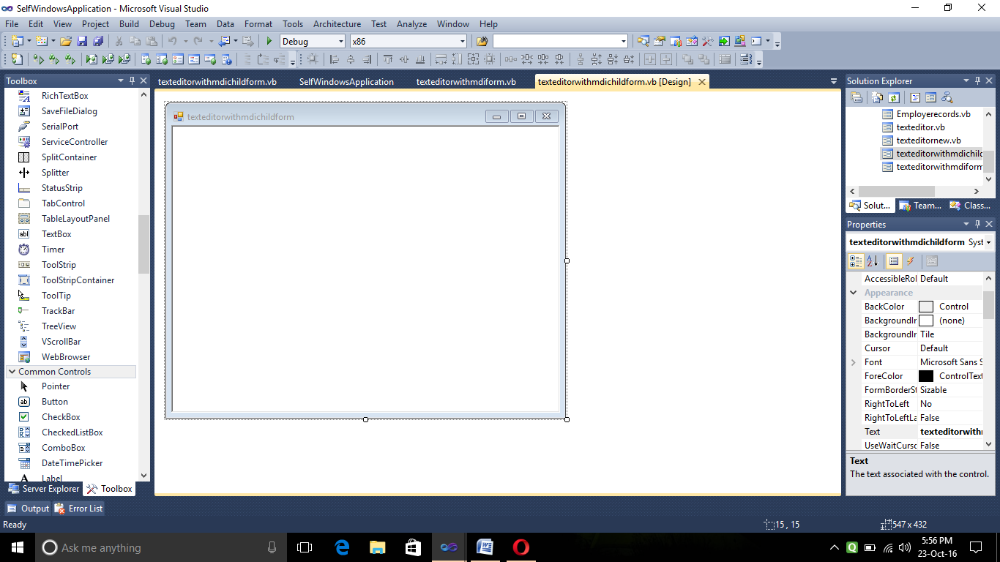 SelfWindowsApplication - Microsoft Visual Studio
File Edit View Project Build Debug Team Data Format Tools Architecture Test Analyze Window Help
Debug x86
Toolbox
texteditorwithmdichildform.vb SelfWindowsApplication texteditorwithmdiform.vb texteditorwithmdichildform.vb [Design]
RichTextBox
SaveFileDialog
SerialPort
ServiceController
SplitContainer
Splitter
StatusStrip
TabControl
TableLayoutPanel
TextBox
Timer
ToolStrip
ToolStripContainer
ToolTip
TrackBar
TreeView
VScrollBar
WebBrowser
Common Controls
Pointer
Button
CheckBox
CheckedListBox
ComboBox
DateTimePicker
Label
Server Explorer Toolbox
texteditorwithmdichildform
Solution Explorer
Employerecords.vb
texteditor.vb
texteditornew.vb
texteditorwithmdichild
texteditorwithmdiform
Solut... Team... Class...
Properties
texteditorwithmdichildform Syst
AccessibleRol Default
Appearance
BackColor Control
BackgroundIr (none)
BackgroundIr Tile
Cursor Default
Font Microsoft Sans S
ForeColor ControlText
FormBorderSt Sizable
RightToLeft No
RightToLeftLa False
Text texteditorwith
UseWaitCurso False
Text
The text associated with the control.
Output Error List
Ready 15 , 15 547 x 432
Ask me anything
5:56 PM
23-Oct-16